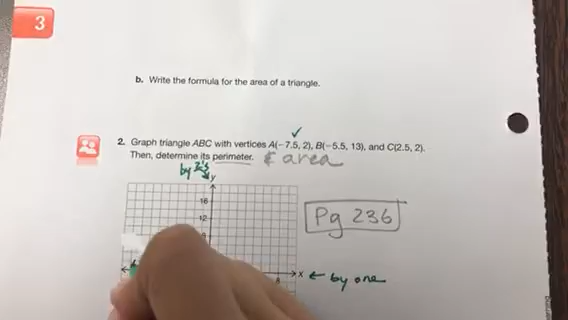 3
b. Write the formula for the area of a triangle.
2. Graph triangle ABC with vertices A(−7.5, 2), B(−5.5, 13), and C(2.5, 2).
Then, determine its perimeter. & area
by 2's
y
16
12
8
Pg 236
x ← by one
8